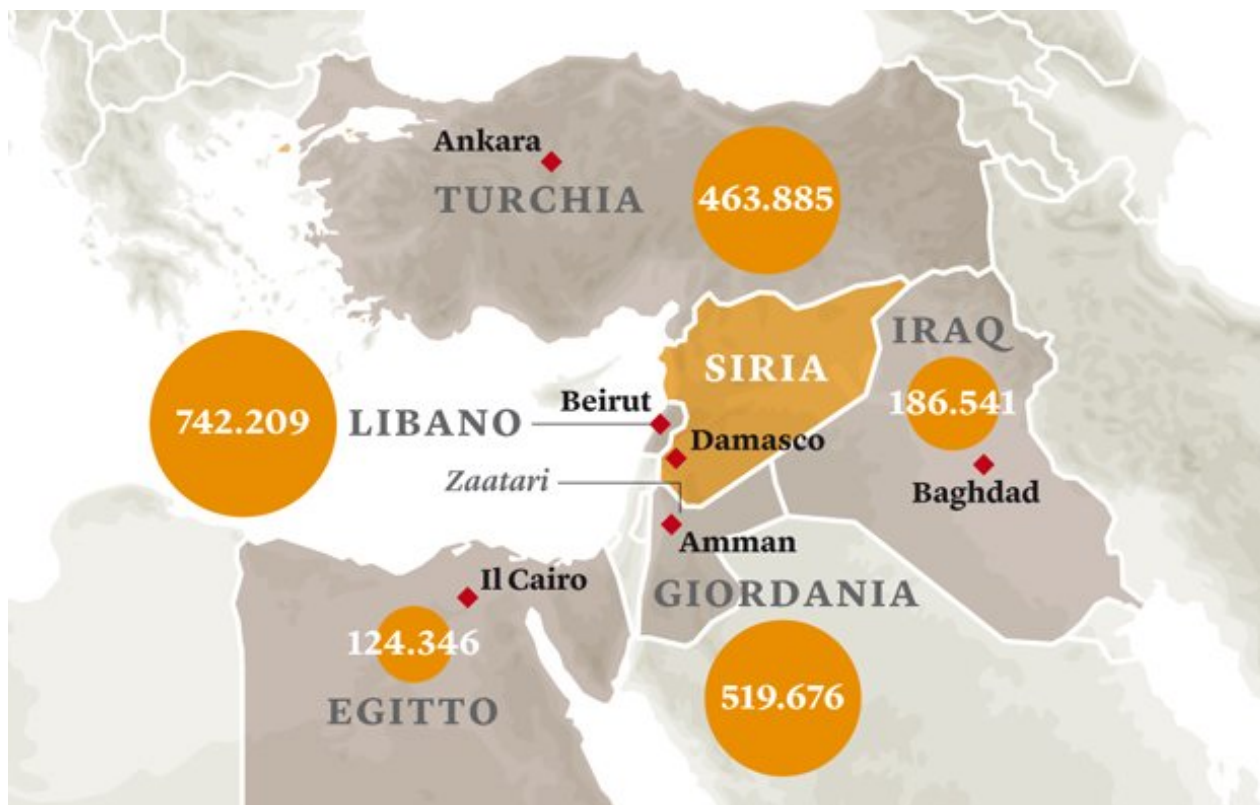 Ankara
TURCHIA
463.885
IRAQ
186.541
SIRIA
742.209
LIBANO
Beirut
Damasco
Zaatari
Baghdad
Amman
Il Cairo
GIORDANIA
124.346
EGITTO
519.676